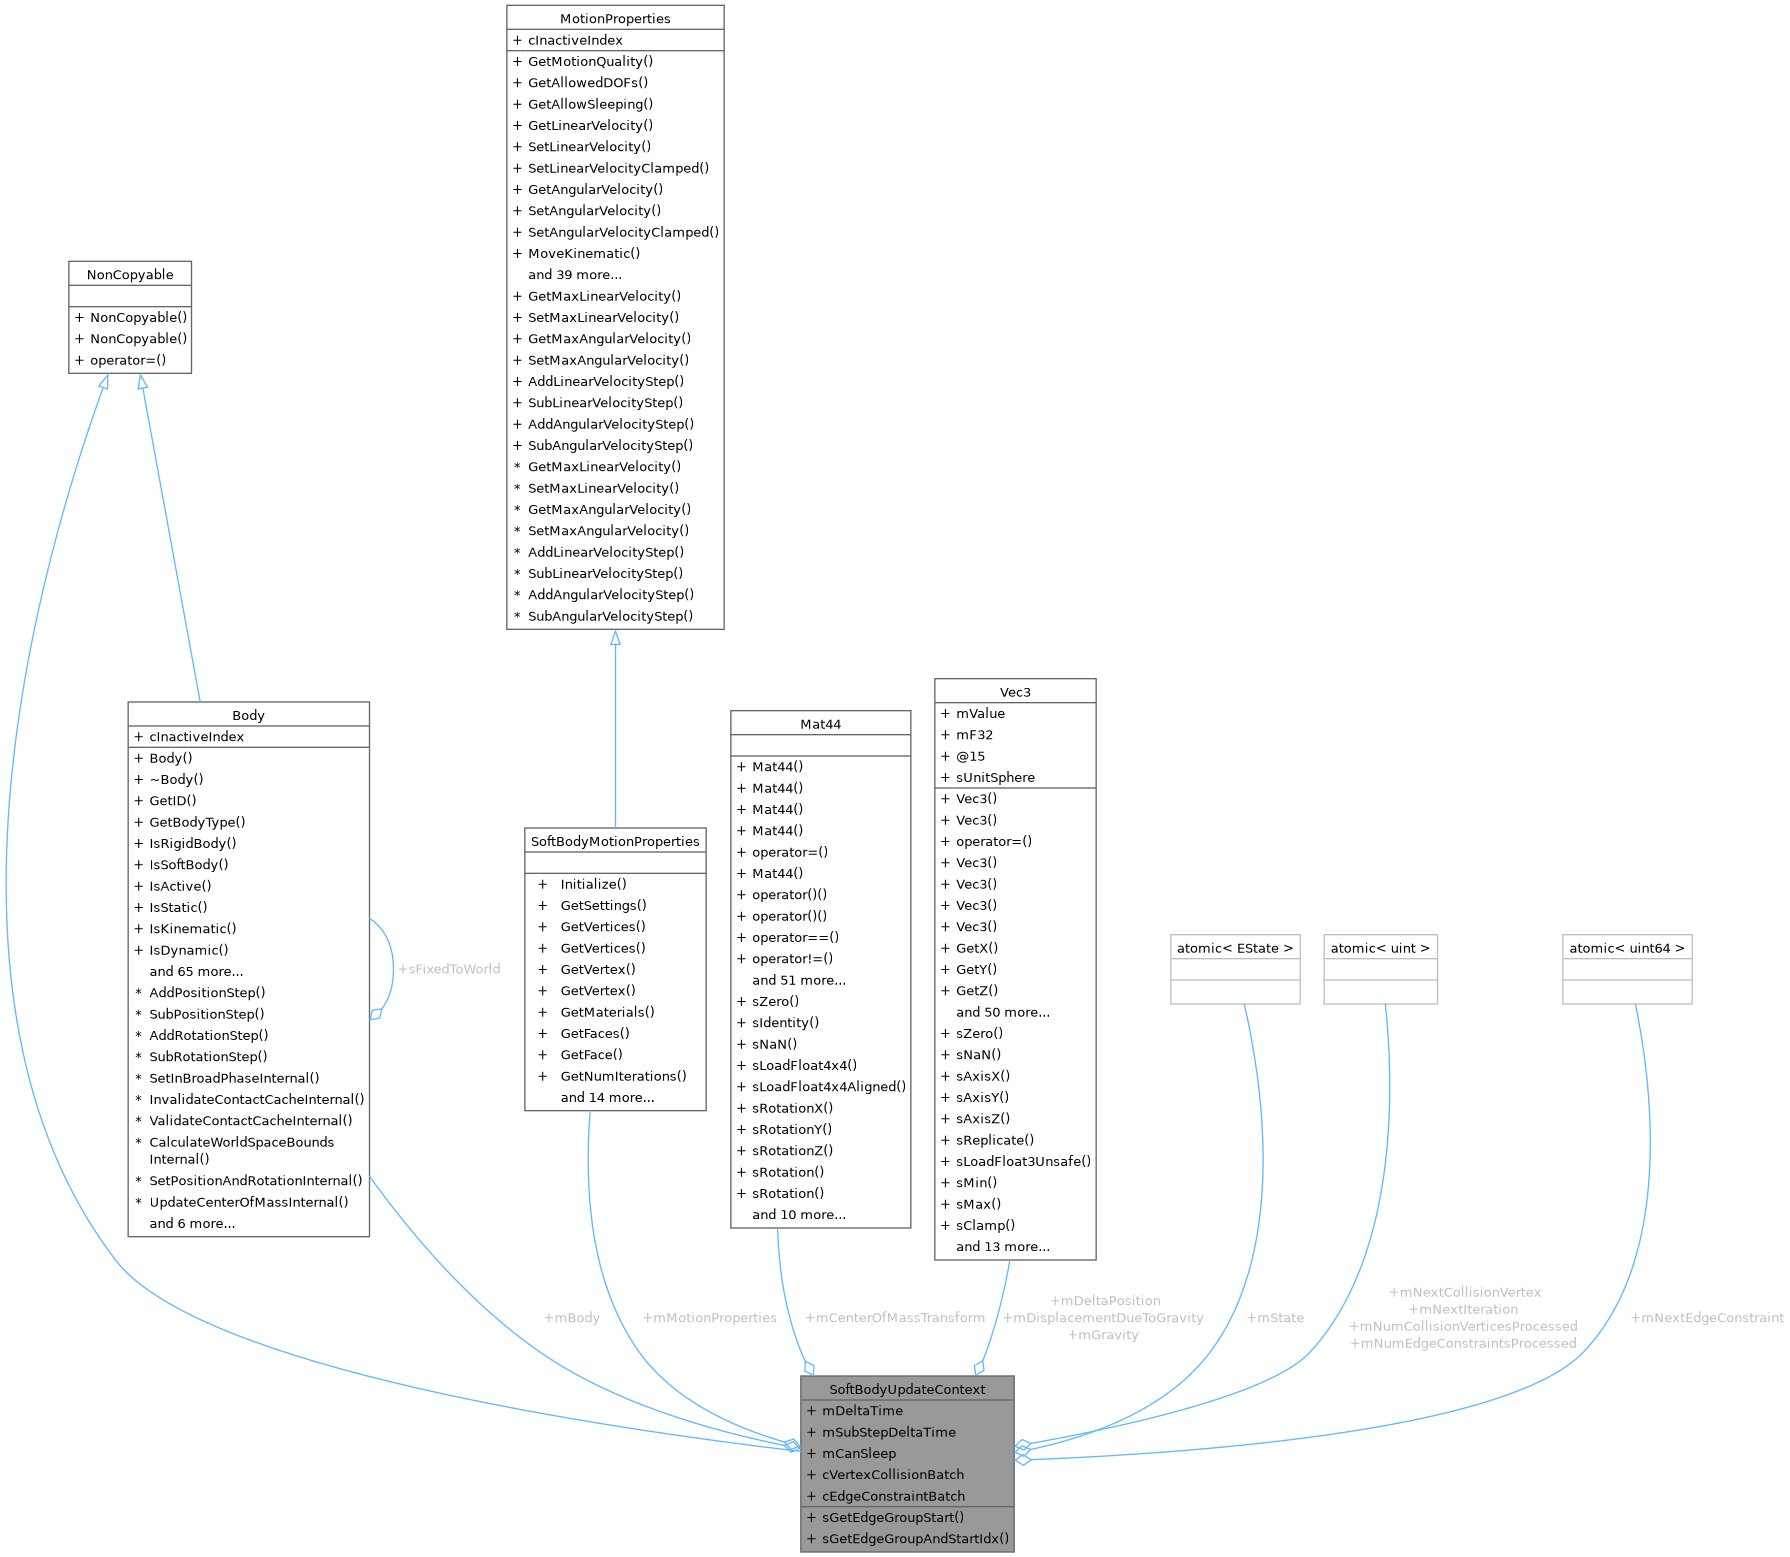 MotionProperties
+ cInactiveIndex
+ GetMotionQuality()
+ GetAllowedDOFs()
+ GetAllowSleeping()
+ GetLinearVelocity()
+ SetLinearVelocity()
+ SetLinearVelocityClamped()
+ GetAngularVelocity()
+ SetAngularVelocity()
+ SetAngularVelocityClamped()
+ MoveKinematic()
and 39 more...
+ GetMaxLinearVelocity()
+ SetMaxLinearVelocity()
+ GetMaxAngularVelocity()
+ SetMaxAngularVelocity()
+ AddLinearVelocityStep()
+ SubLinearVelocityStep()
+ AddAngularVelocityStep()
+ SubAngularVelocityStep()
* GetMaxLinearVelocity()
* SetMaxLinearVelocity()
* GetMaxAngularVelocity()
* SetMaxAngularVelocity()
* AddLinearVelocityStep()
* SubLinearVelocityStep()
* AddAngularVelocityStep()
* SubAngularVelocityStep()
NonCopyable
+ NonCopyable()
+ NonCopyable()
+ operator=()
Body
+ cInactiveIndex
+ Body()
+ ~Body()
+ GetID()
+ GetBodyType()
+ IsRigidBody()
+ IsSoftBody()
+ IsActive()
+ IsStatic()
+ IsKinematic()
+ IsDynamic()
and 65 more...
* AddPositionStep()
* SubPositionStep()
* AddRotationStep()
* SubRotationStep()
* SetInBroadPhaseInternal()
* InvalidateContactCacheInternal()
* ValidateContactCacheInternal()
* CalculateWorldSpaceBounds
Internal()
* SetPositionAndRotationInternal()
* UpdateCenterOfMassInternal()
and 6 more...
+sFixedToWorld
SoftBodyMotionProperties
+ Initialize()
+ GetSettings()
+ GetVertices()
+ GetVertices()
+ GetVertex()
+ GetVertex()
+ GetMaterials()
+ GetFaces()
+ GetFace()
+ GetNumIterations()
and 14 more...
Mat44
+ Mat44()
+ Mat44()
+ Mat44()
+ Mat44()
+ operator=()
+ Mat44()
+ operator()()
+ operator()()
+ operator==()
+ operator!=()
and 51 more...
+ sZero()
+ sIdentity()
+ sNaN()
+ sLoadFloat4x4()
+ sLoadFloat4x4Aligned()
+ sRotationX()
+ sRotationY()
+ sRotationZ()
+ sRotation()
+ sRotation()
and 10 more...
Vec3
+ mValue
+ mF32
+ @15
+ sUnitSphere
+ Vec3()
+ Vec3()
+ operator=()
+ Vec3()
+ Vec3()
+ Vec3()
+ Vec3()
+ GetX()
+ GetY()
+ GetZ()
and 50 more...
+ sZero()
+ sNaN()
+ sAxisX()
+ sAxisY()
+ sAxisZ()
+ sReplicate()
+ sLoadFloat3Unsafe()
+ sMin()
+ sMax()
+ sClamp()
and 13 more...
atomic< EState >
atomic< uint >
atomic< uint64 >
+mBody
+mMotionProperties
+mCenterOfMassTransform
+mDeltaPosition
+mDisplacementDueToGravity
+mGravity
+mState
+mNextCollisionVertex
+mNextIteration
+mNumCollisionVerticesProcessed
+mNumEdgeConstraintsProcessed
+mNextEdgeConstraint
SoftBodyUpdateContext
+ mDeltaTime
+ mSubStepDeltaTime
+ mCanSleep
+ cVertexCollisionBatch
+ cEdgeConstraintBatch
+ sGetEdgeGroupStart()
+ sGetEdgeGroupAndStartIdx()